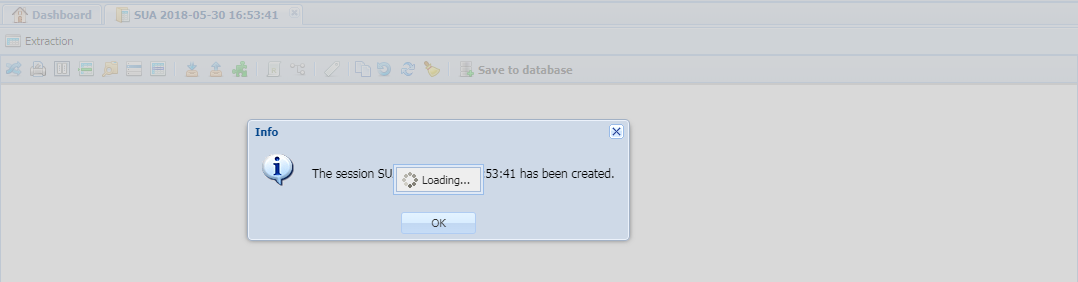 Dashboard SUA 2018-05-30 16:53:41
Extraction
Save to database
Info
The session SU Loading... 53:41 has been created.
OK